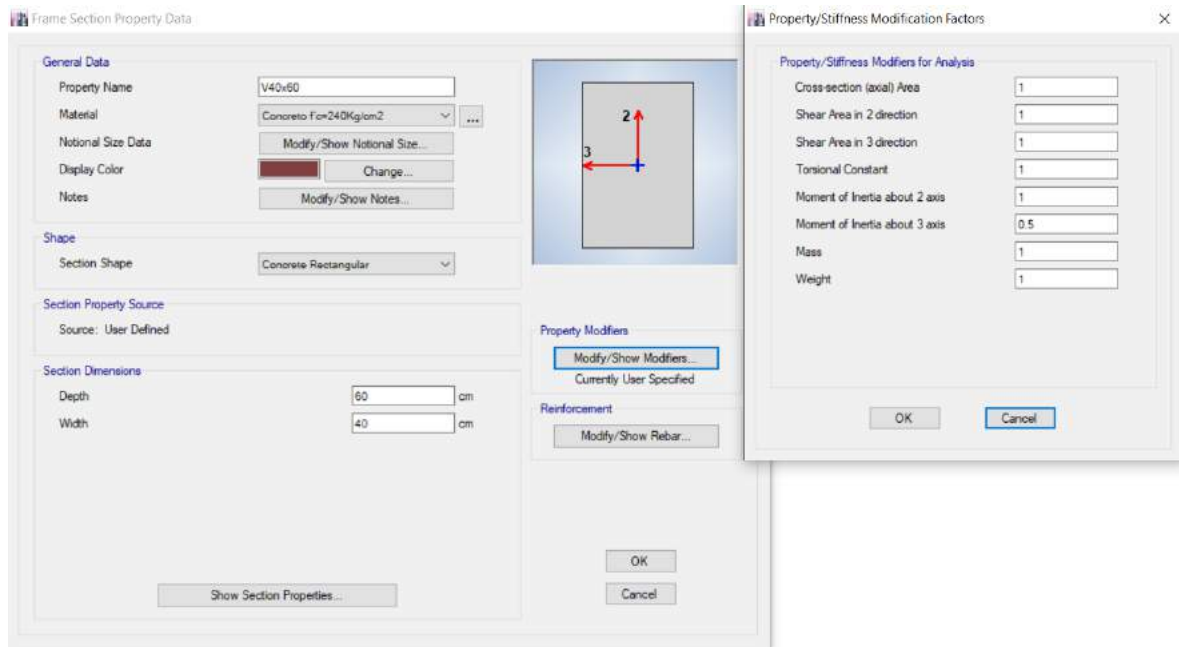 Frame Section Property Data
General Data
Property Name V40x60
Material Concreto f'c=240Kg/cm2 ...
Notional Size Data Modify/Show Notional Size...
Display Color Change...
Notes Modify/Show Notes...
Shape
Section Shape Concrete Rectangular
Section Property Source
Source: User Defined
Section Dimensions
Depth 60 cm
Width 40 cm
Show Section Properties...
2
3
Property Modifiers
Modify/Show Modifiers...
Currently User Specified
Reinforcement
Modify/Show Rebar...
OK
Cancel
Property/Stiffness Modification Factors
Property/Stiffness Modifiers for Analysis
Cross-section (axial) Area 1
Shear Area in 2 direction 1
Shear Area in 3 direction 1
Torsional Constant 1
Moment of Inertia about 2 axis 1
Moment of Inertia about 3 axis 0.5
Mass 1
Weight 1
OK Cancel